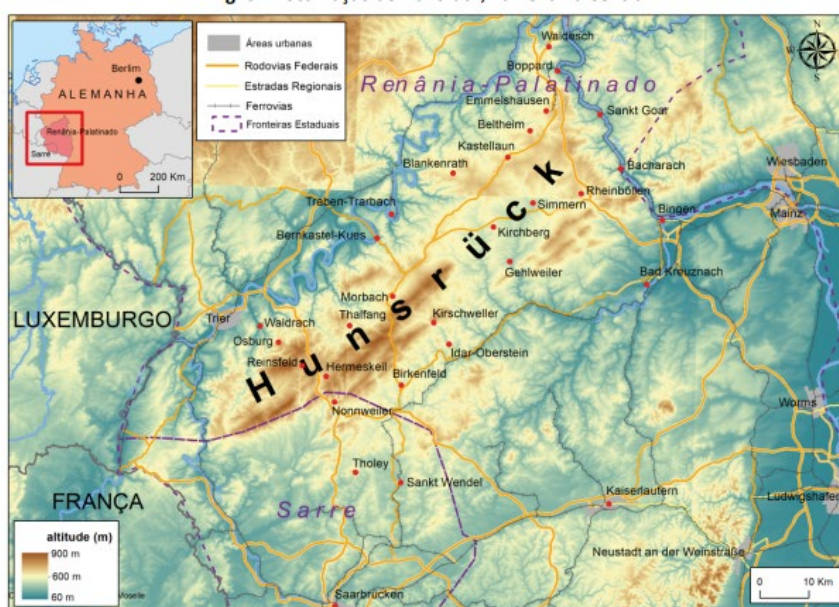 Berlim
ALEMANHA
Renânia-Palatinado
Sarre
0 200 Km
Áreas urbanas
Rodovias Federais
Estradas Regionais
Ferrovias
Fronteiras Estaduais
N
W E
S
Waldesch
Boppard
Renânia-Palatinado
Emmelshausen
Sankt Goar
Beltheim
Kastellaun
Blankenrath
Bacharach
Wiesbaden
Rheinböllen
Mainz
Traben-Trarbach
Simmern
Bingen
Kirchberg
Bernkastel-Kues
Gehlweiler
Bad Kreuznach
Hunsrück
Morbach
LUXEMBURGO
Trier
Waldrach
Thalfang
Kirschweller
Osburg
Idar-Oberstein
Reinsfeld
Hermeskeil
Birkenfeld
Nonnweiler
Worms
Tholey
Sankt Wendel
FRANÇA
Sarre
Kaiserlautern
Ludwigshafen
altitude (m)
900 m
600 m
60 m
Moselle
Neustadt an der Weinstraße
Saarbrücken
0 10 Km